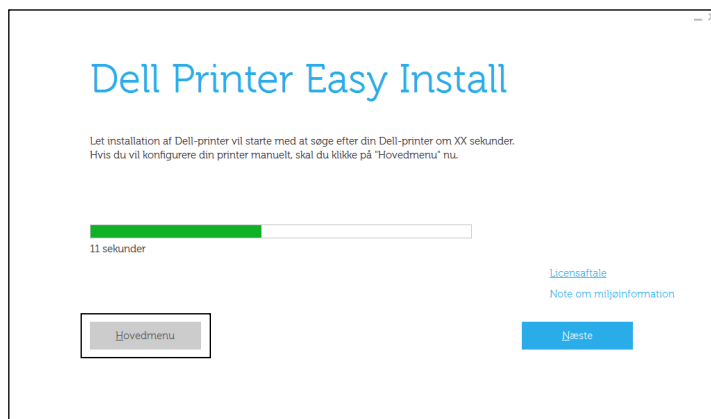 Dell Printer Easy Install
Let installation af Dell-printer vil starte med at søge efter din Dell-printer om XX sekunder.
Hvis du vil konfigurere din printer manuelt, skal du klikke på "Hovedmenu" nu.
11 sekunder
Licensaftale
Note om miljøinformation
Hovedmenu
Næste